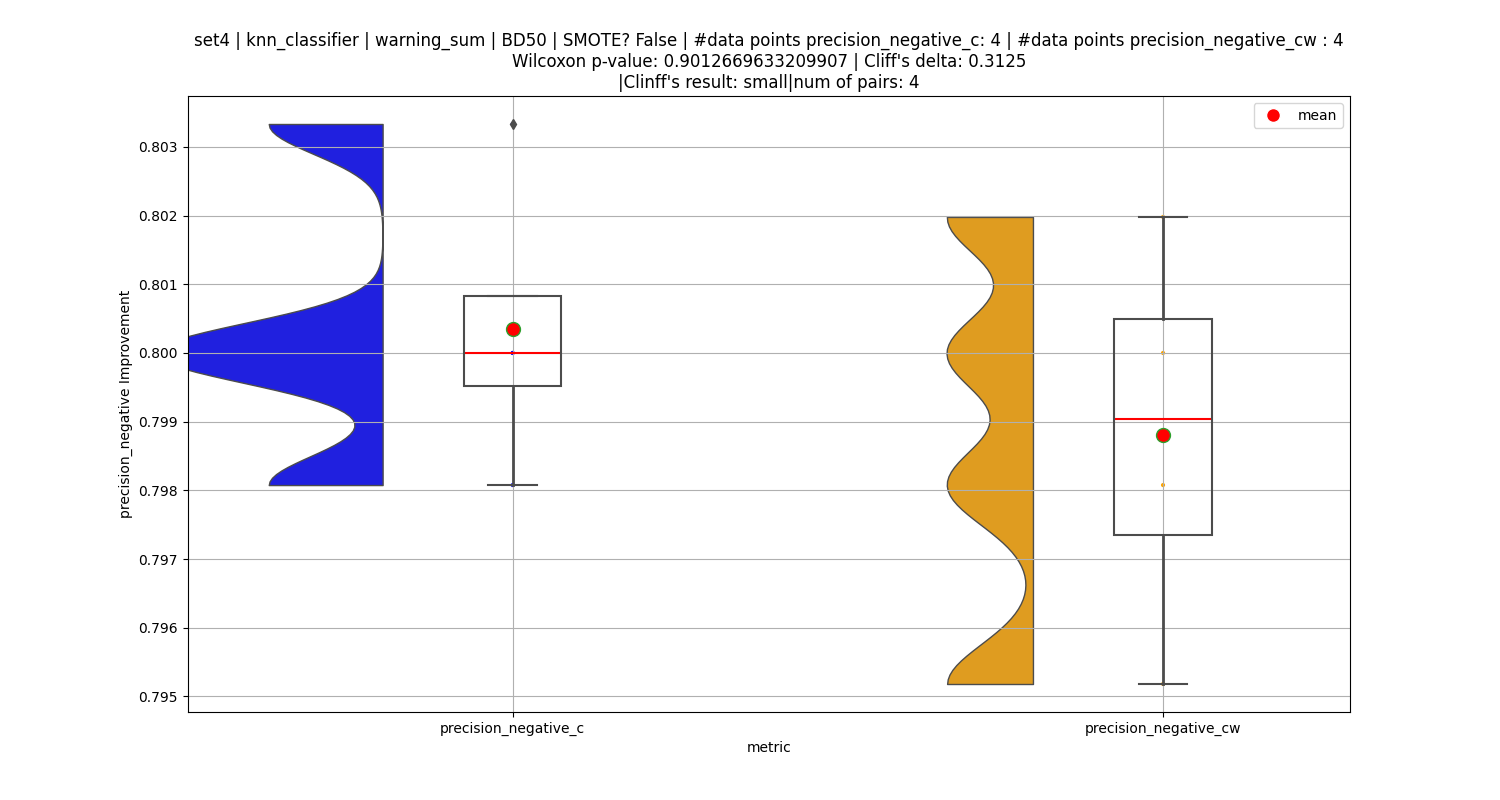 set4 | knn_classifier | warning_sum | BD50 | SMOTE? False | #data points precision_negative_c: 4 | #data points precision_negative_cw : 4
Wilcoxon p-value: 0.9012669633209907 | Cliff's delta: 0.3125
|Clinff's result: small|num of pairs: 4
mean
0.803
0.802
0.801
0.800
0.799
0.798
0.797
0.796
0.795
precision_negative Improvement
precision_negative_c
precision_negative_cw
metric